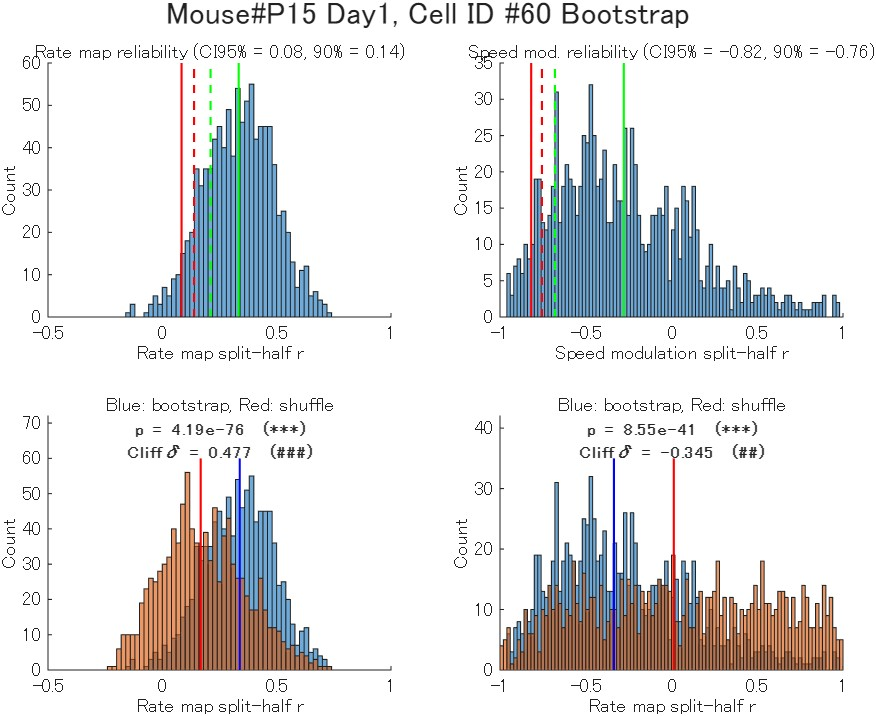 Mouse#P15 Day1, Cell ID #60 Bootstrap
Rate map reliability (CI95% = 0.08, 90% = 0.14)
60
50
40
30
20
10
0
Count
-0.5 0 0.5 1
Rate map split-half r
Speed mod. reliability (CI95% = -0.82, 90% = -0.76)
35
30
25
20
15
10
5
0
Count
-1 -0.5 0 0.5 1
Speed modulation split-half r
Blue: bootstrap, Red: shuffle
p = 4.19e-76 (***)
Cliff δ = 0.477 (###)
70
60
50
40
30
20
10
0
Count
-0.5 0 0.5 1
Rate map split-half r
Blue: bootstrap, Red: shuffle
p = 8.55e-41 (***)
Cliff δ = -0.345 (##)
40
30
20
10
0
Count
-1 -0.5 0 0.5 1
Rate map split-half r